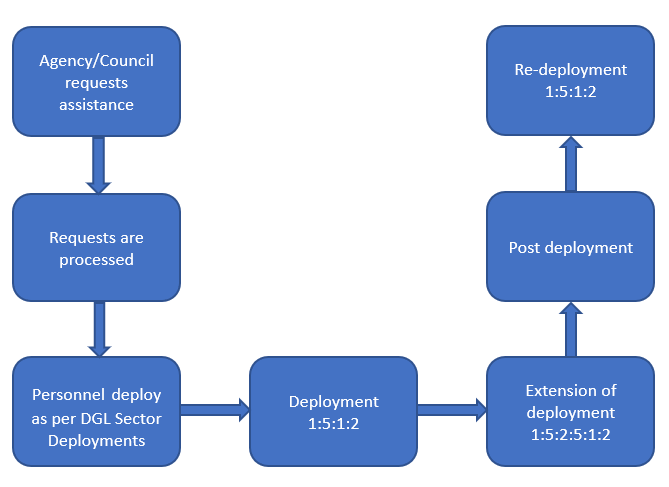 Agency/Council
requests
assistance
Requests are
processed
Personnel deploy
as per DGL Sector
Deployments
Deployment
1:5:1:2
Extension of
deployment
1:5:2:5:1:2
Post deployment
Re-deployment
1:5:1:2